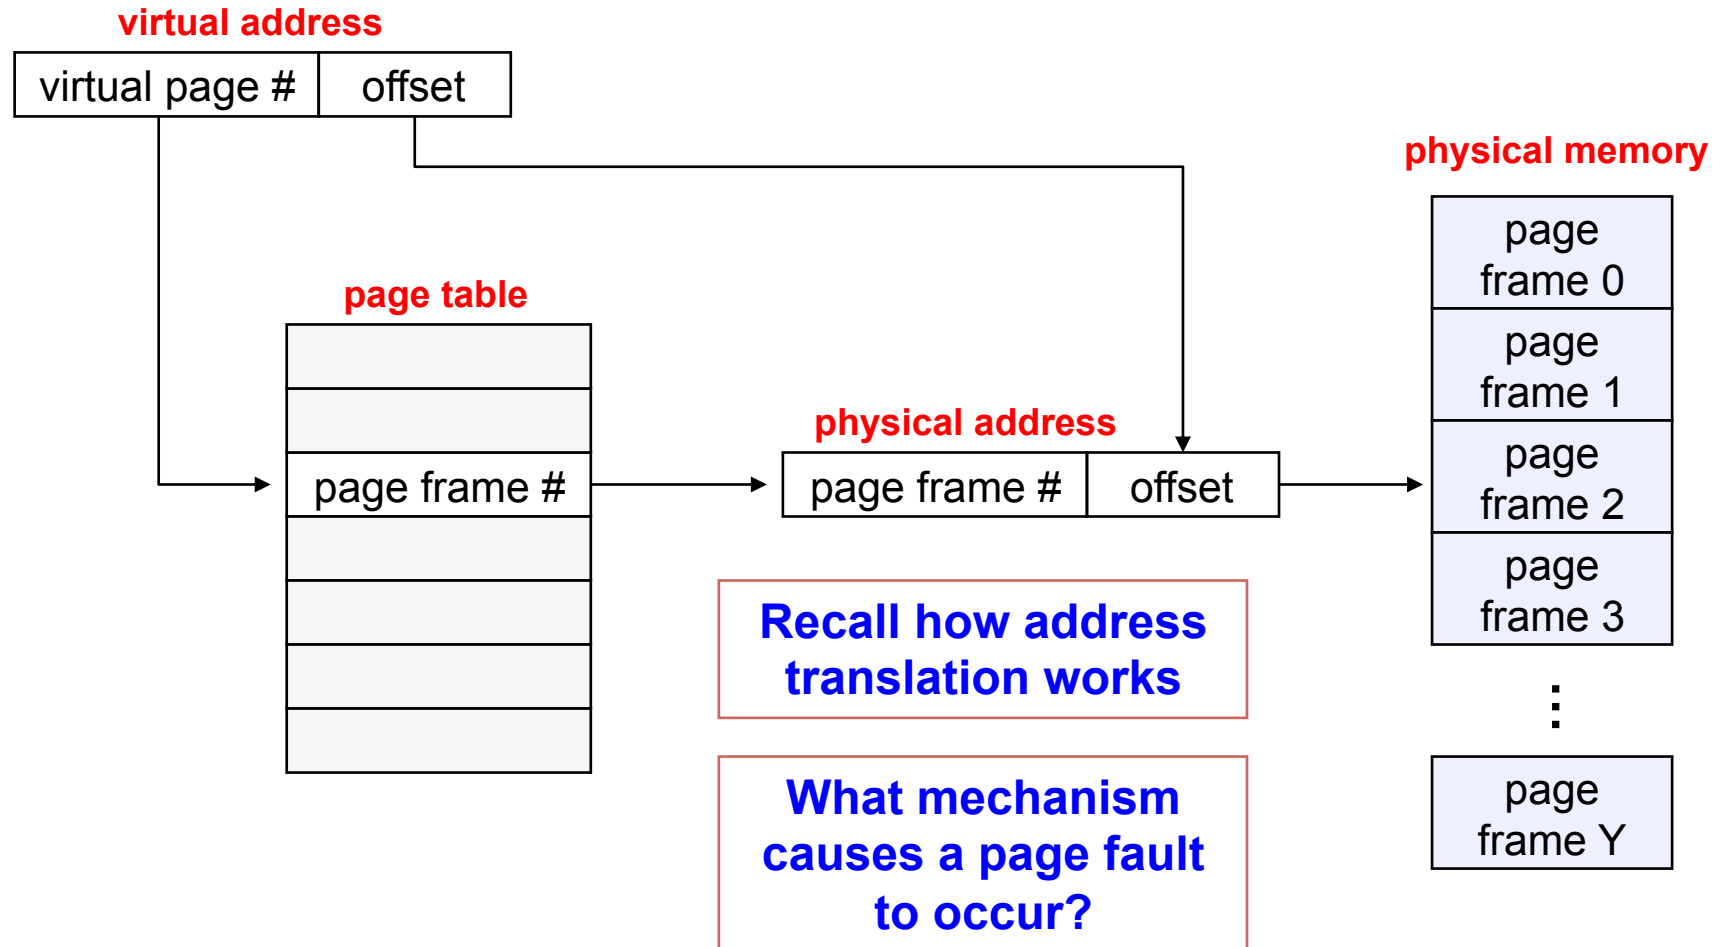 virtual address
virtual page #
offset
physical memory
page
frame 0
page
frame 1
page
frame 2
page
frame 3
⋮
page
frame Y
page table
page frame #
physical address
page frame #
offset
Recall how address
translation works
What mechanism
causes a page fault
to occur?